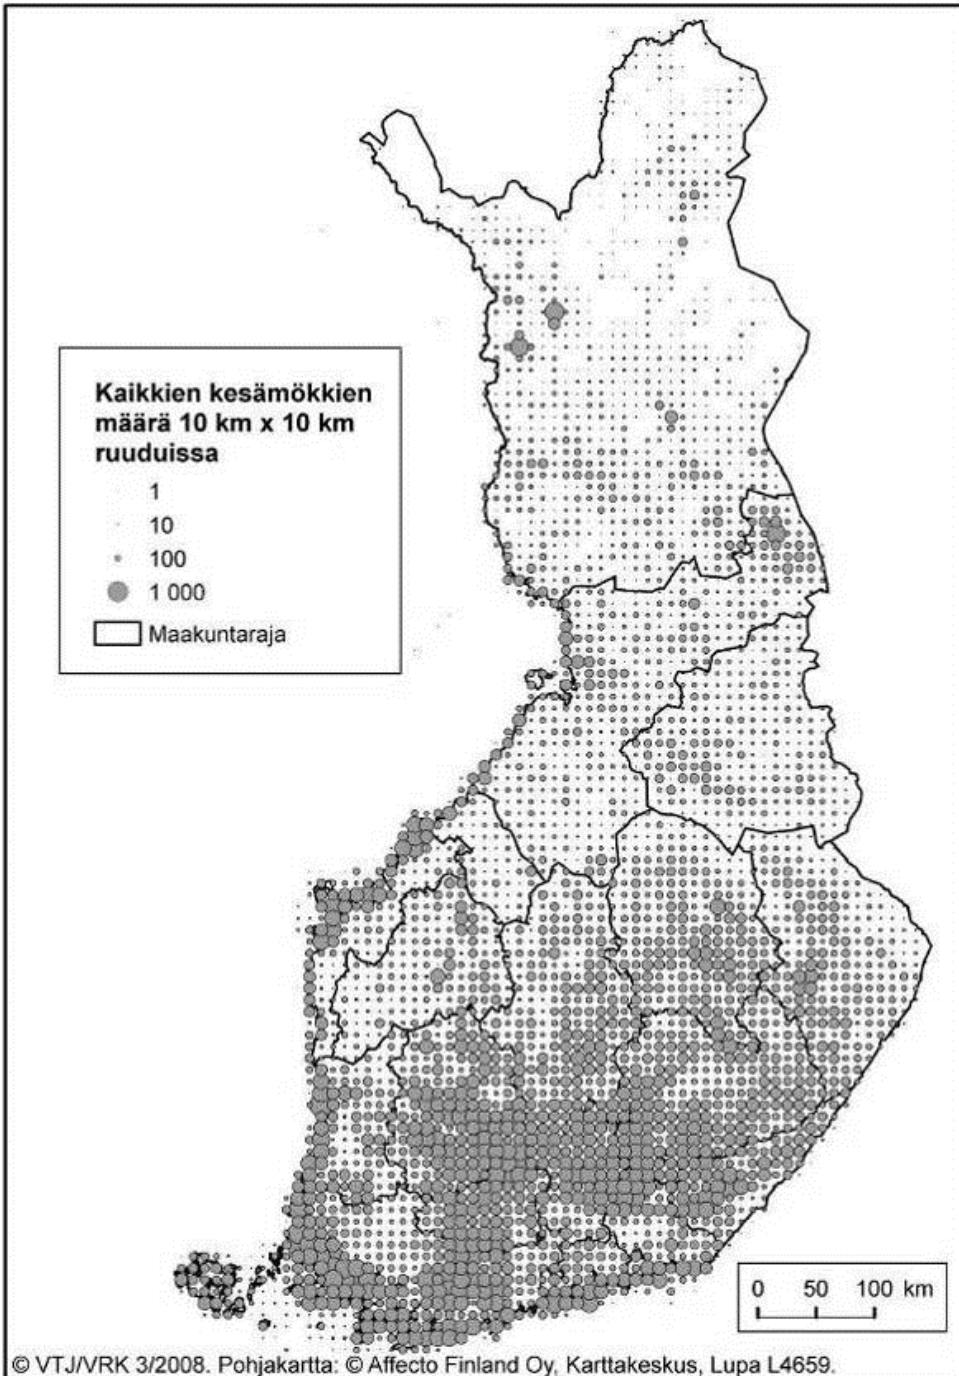 Kaikkien kesämökkien
määrä 10 km x 10 km
ruuduissa
1
10
100
1 000
Maakuntaraja
0 50 100 km
© VTJ/VRK 3/2008. Pohjakartta: © Affecto Finland Oy, Karttakeskus, Lupa L4659.